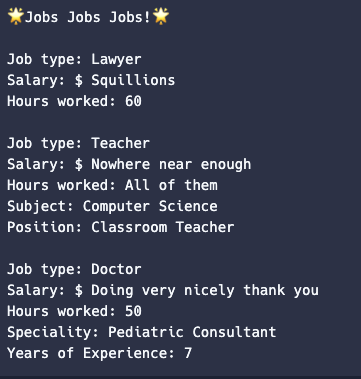 🌟Jobs Jobs Jobs!🌟
Job type: Lawyer
Salary: $ Squillions
Hours worked: 60
Job type: Teacher
Salary: $ Nowhere near enough
Hours worked: All of them
Subject: Computer Science
Position: Classroom Teacher
Job type: Doctor
Salary: $ Doing very nicely thank you
Hours worked: 50
Speciality: Pediatric Consultant
Years of Experience: 7